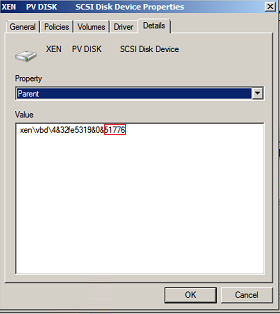 XEN PV DISK SCSI Disk Device Properties
General Policies Volumes Driver Details
XEN PV DISK SCSI Disk Device
Property
Parent
Value
xen\vbd\4&32fe5319&0&51776
OK Cancel